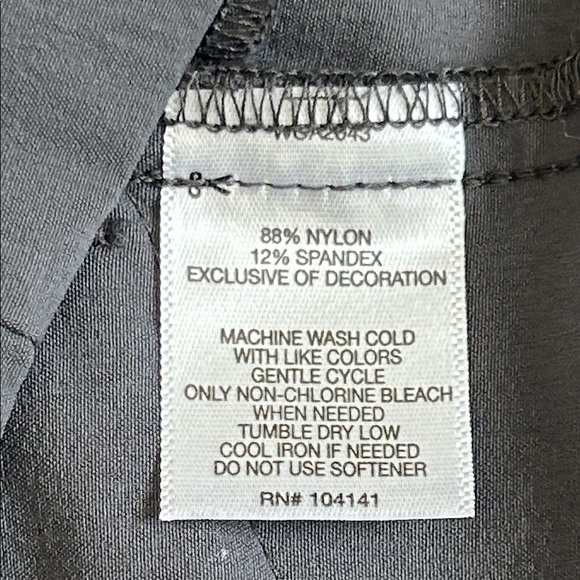 8
88% NYLON
12% SPANDEX
EXCLUSIVE OF DECORATION
MACHINE WASH COLD
WITH LIKE COLORS
GENTLE CYCLE
ONLY NON-CHLORINE BLEACH
WHEN NEEDED
TUMBLE DRY LOW
COOL IRON IF NEEDED
DO NOT USE SOFTENER
RN# 104141